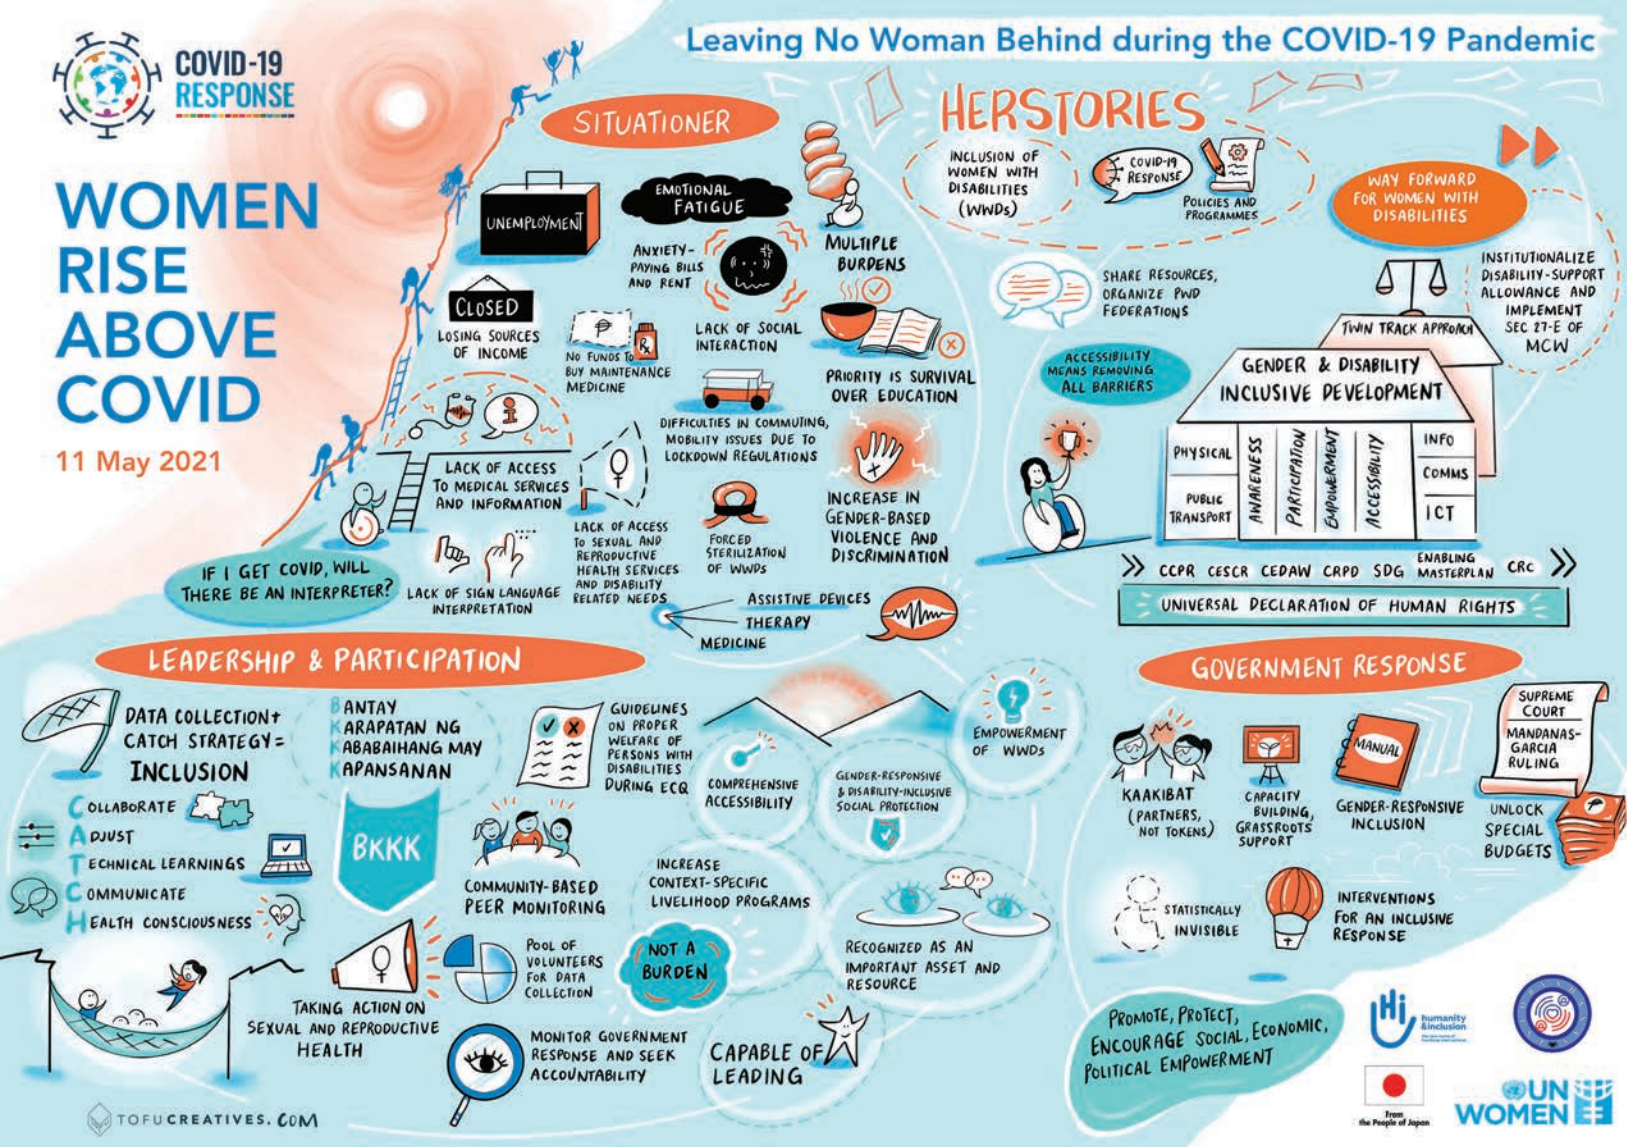 COVID-19
RESPONSE
Leaving No Woman Behind during the COVID-19 Pandemic
WOMEN
RISE
ABOVE
COVID
11 May 2021
SITUATIONER
UNEMPLOYMENT
EMOTIONAL
FATIGUE
ANXIETY-
PAYING BILLS
AND RENT
MULTIPLE
BURDENS
CLOSED
LOSING SOURCES
OF INCOME
₱
Rx
NO FUNDS TO
BUY MAINTENANCE
MEDICINE
LACK OF SOCIAL
INTERACTION
PRIORITY IS SURVIVAL
OVER EDUCATION
DIFFICULTIES IN COMMUTING,
MOBILITY ISSUES DUE TO
LOCKDOWN REGULATIONS
i
LACK OF ACCESS
TO MEDICAL SERVICES
AND INFORMATION
LACK OF ACCESS
TO SEXUAL AND
REPRODUCTIVE
HEALTH SERVICES
AND DISABILITY
RELATED NEEDS
FORCED
STERILIZATION
OF WWDs
INCREASE IN
GENDER-BASED
VIOLENCE AND
DISCRIMINATION
IF I GET COVID, WILL
THERE BE AN INTERPRETER?
LACK OF SIGN LANGUAGE
INTERPRETATION
ASSISTIVE DEVICES
THERAPY
MEDICINE
HERSTORIES
INCLUSION OF
WOMEN WITH
DISABILITIES
(WWDs)
COVID-19
RESPONSE
POLICIES AND
PROGRAMMES
SHARE RESOURCES,
ORGANIZE PWD
FEDERATIONS
ACCESSIBILITY
MEANS REMOVING
ALL BARRIERS
WAY FORWARD
FOR WOMEN WITH
DISABILITIES
INSTITUTIONALIZE
DISABILITY-SUPPORT
ALLOWANCE AND
IMPLEMENT
SEC 27-E OF
MCW
TWIN TRACK APPROACH
GENDER & DISABILITY
INCLUSIVE DEVELOPMENT
PHYSICAL
PUBLIC
TRANSPORT
AWARENESS
PARTICIPATION
EMPOWERMENT
ACCESSIBILITY
INFO
COMMS
ICT
CCPR CESCR CEDAW CRPD SDG ENABLING
MASTERPLAN CRC
UNIVERSAL DECLARATION OF HUMAN RIGHTS
LEADERSHIP & PARTICIPATION
DATA COLLECTION+
CATCH STRATEGY=
INCLUSION
COLLABORATE
ADJUST
TECHNICAL LEARNINGS
COMMUNICATE
HEALTH CONSCIOUSNESS
BANTAY
KARAPATAN NG
KABABAIHANG MAY
KAPANSANAN
BKKK
GUIDELINES
ON PROPER
WELFARE OF
PERSONS WITH
DISABILITIES
DURING ECQ
COMMUNITY-BASED
PEER MONITORING
TAKING ACTION ON
SEXUAL AND REPRODUCTIVE
HEALTH
POOL OF
VOLUNTEERS
FOR DATA
COLLECTION
MONITOR GOVERNMENT
RESPONSE AND SEEK
ACCOUNTABILITY
COMPREHENSIVE
ACCESSIBILITY
GENDER-RESPONSIVE
& DISABILITY-INCLUSIVE
SOCIAL PROTECTION
EMPOWERMENT
OF WWDs
INCREASE
CONTEXT-SPECIFIC
LIVELIHOOD PROGRAMS
NOT A
BURDEN
RECOGNIZED AS AN
IMPORTANT ASSET AND
RESOURCE
CAPABLE OF
LEADING
GOVERNMENT RESPONSE
KAAKIBAT
(PARTNERS,
NOT TOKENS)
CAPACITY
BUILDING,
GRASSROOTS
SUPPORT
MANUAL
GENDER-RESPONSIVE
INCLUSION
SUPREME
COURT
MANDANAS-
GARCIA
RULING
UNLOCK
SPECIAL
BUDGETS
₱
STATISTICALLY
INVISIBLE
INTERVENTIONS
FOR AN INCLUSIVE
RESPONSE
PROMOTE, PROTECT,
ENCOURAGE SOCIAL, ECONOMIC,
POLITICAL EMPOWERMENT
Hi
humanity
&inclusion
From
the People of Japan
UN
WOMEN
TOFUCREATIVES.COM